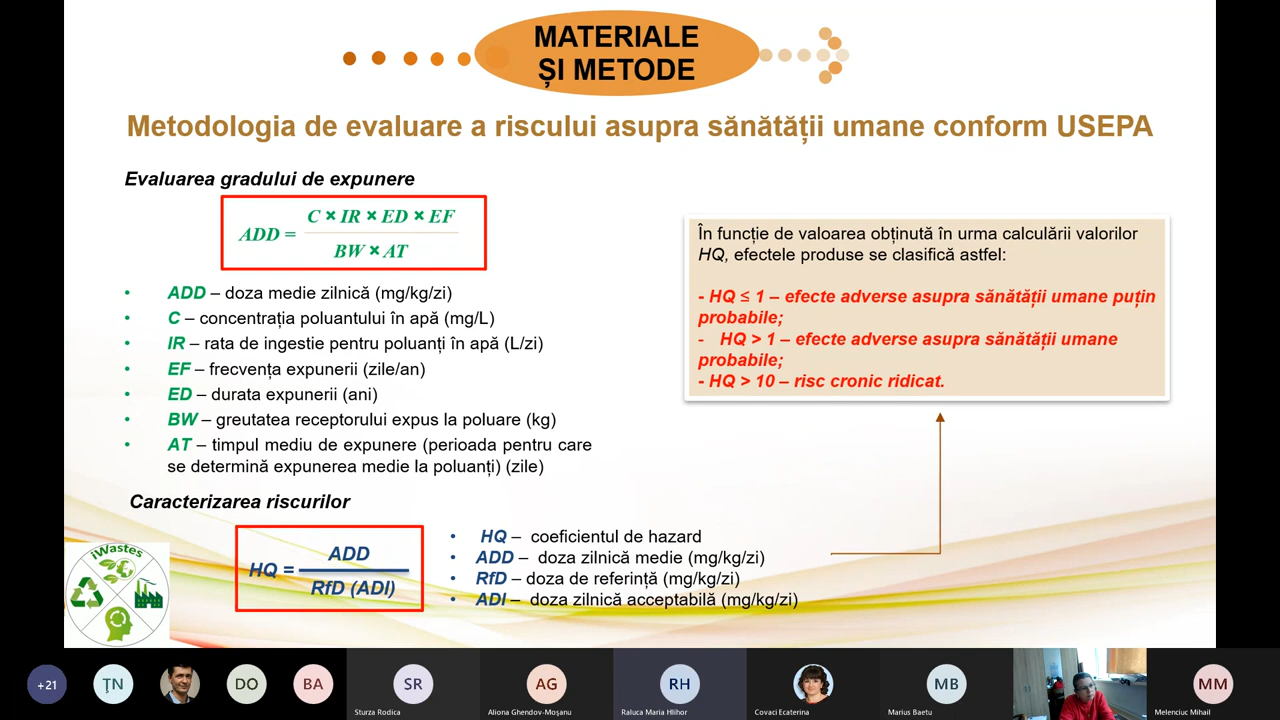 MATERIALE
ȘI METODE
Metodologia de evaluare a riscului asupra sănătății umane conform USEPA
Evaluarea gradului de expunere
ADD = C × IR × ED × EF
BW × AT
• ADD – doza medie zilnică (mg/kg/zi)
• C – concentrația poluantului în apă (mg/L)
• IR – rata de ingestie pentru poluanți în apă (L/zi)
• EF – frecvența expunerii (zile/an)
• ED – durata expunerii (ani)
• BW – greutatea receptorului expus la poluare (kg)
• AT – timpul mediu de expunere (perioada pentru care
se determină expunerea medie la poluanți) (zile)
În funcție de valoarea obținută în urma calculării valorilor
HQ, efectele produse se clasifică astfel:
- HQ ≤ 1 – efecte adverse asupra sănătății umane puțin
probabile;
- HQ > 1 – efecte adverse asupra sănătății umane
probabile;
- HQ > 10 – risc cronic ridicat.
Caracterizarea riscurilor
HQ = ADD
RfD (ADI)
• HQ – coeficientul de hazard
• ADD – doza zilnică medie (mg/kg/zi)
• RfD – doza de referință (mg/kg/zi)
• ADI – doza zilnică acceptabilă (mg/kg/zi)
iWastes
+21
ŢN
DO
BA
SR
Sturza Rodica
AG
Aliona Ghendov-Moșanu
RH
Raluca Maria Hlihor
Covaci Ecaterina
MB
Marius Baetu
MM
Melenciuc Mihail